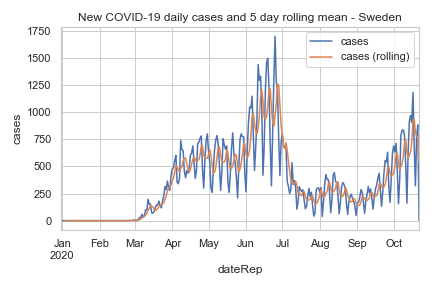 New COVID-19 daily cases and 5 day rolling mean - Sweden
cases
cases (rolling)
cases
1750
1500
1250
1000
750
500
250
0
Jan Feb Mar Apr May Jun Jul Aug Sep Oct
2020
dateRep